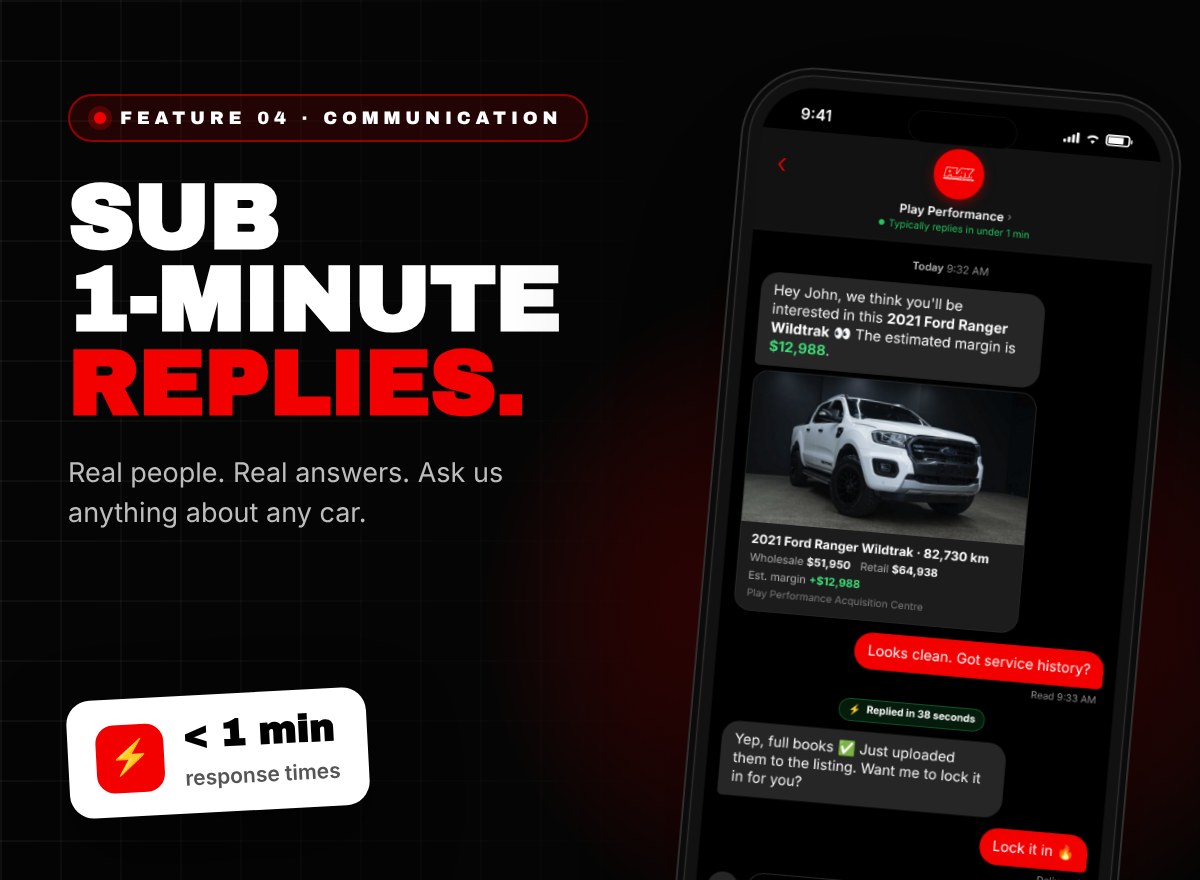 FEATURE 04 · COMMUNICATION
SUB
1-MINUTE
REPLIES.
Real people. Real answers. Ask us
anything about any car.
< 1 min
response times
9:41
PLAY
Play Performance ›
Typically replies in under 1 min
Today 9:32 AM
Hey John, we think you'll be
interested in this 2021 Ford Ranger
Wildtrak 👀 The estimated margin is
$12,988.
2021 Ford Ranger Wildtrak · 82,730 km
Wholesale $51,950 Retail $64,938
Est. margin +$12,988
Play Performance Acquisition Centre
Looks clean. Got service history?
Read 9:33 AM
⚡ Replied in 38 seconds
Yep, full books ✅ Just uploaded
them to the listing. Want me to lock it
in for you?
Lock it in 🔥